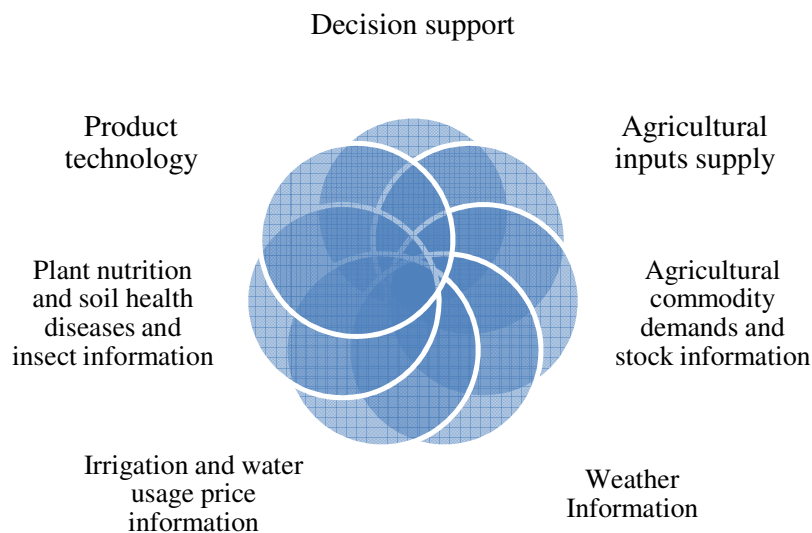 Decision support
Product
technology
Agricultural
inputs supply
Plant nutrition
and soil health
diseases and
insect information
Agricultural
commodity
demands and
stock information
Irrigation and water
usage price
information
Weather
Information